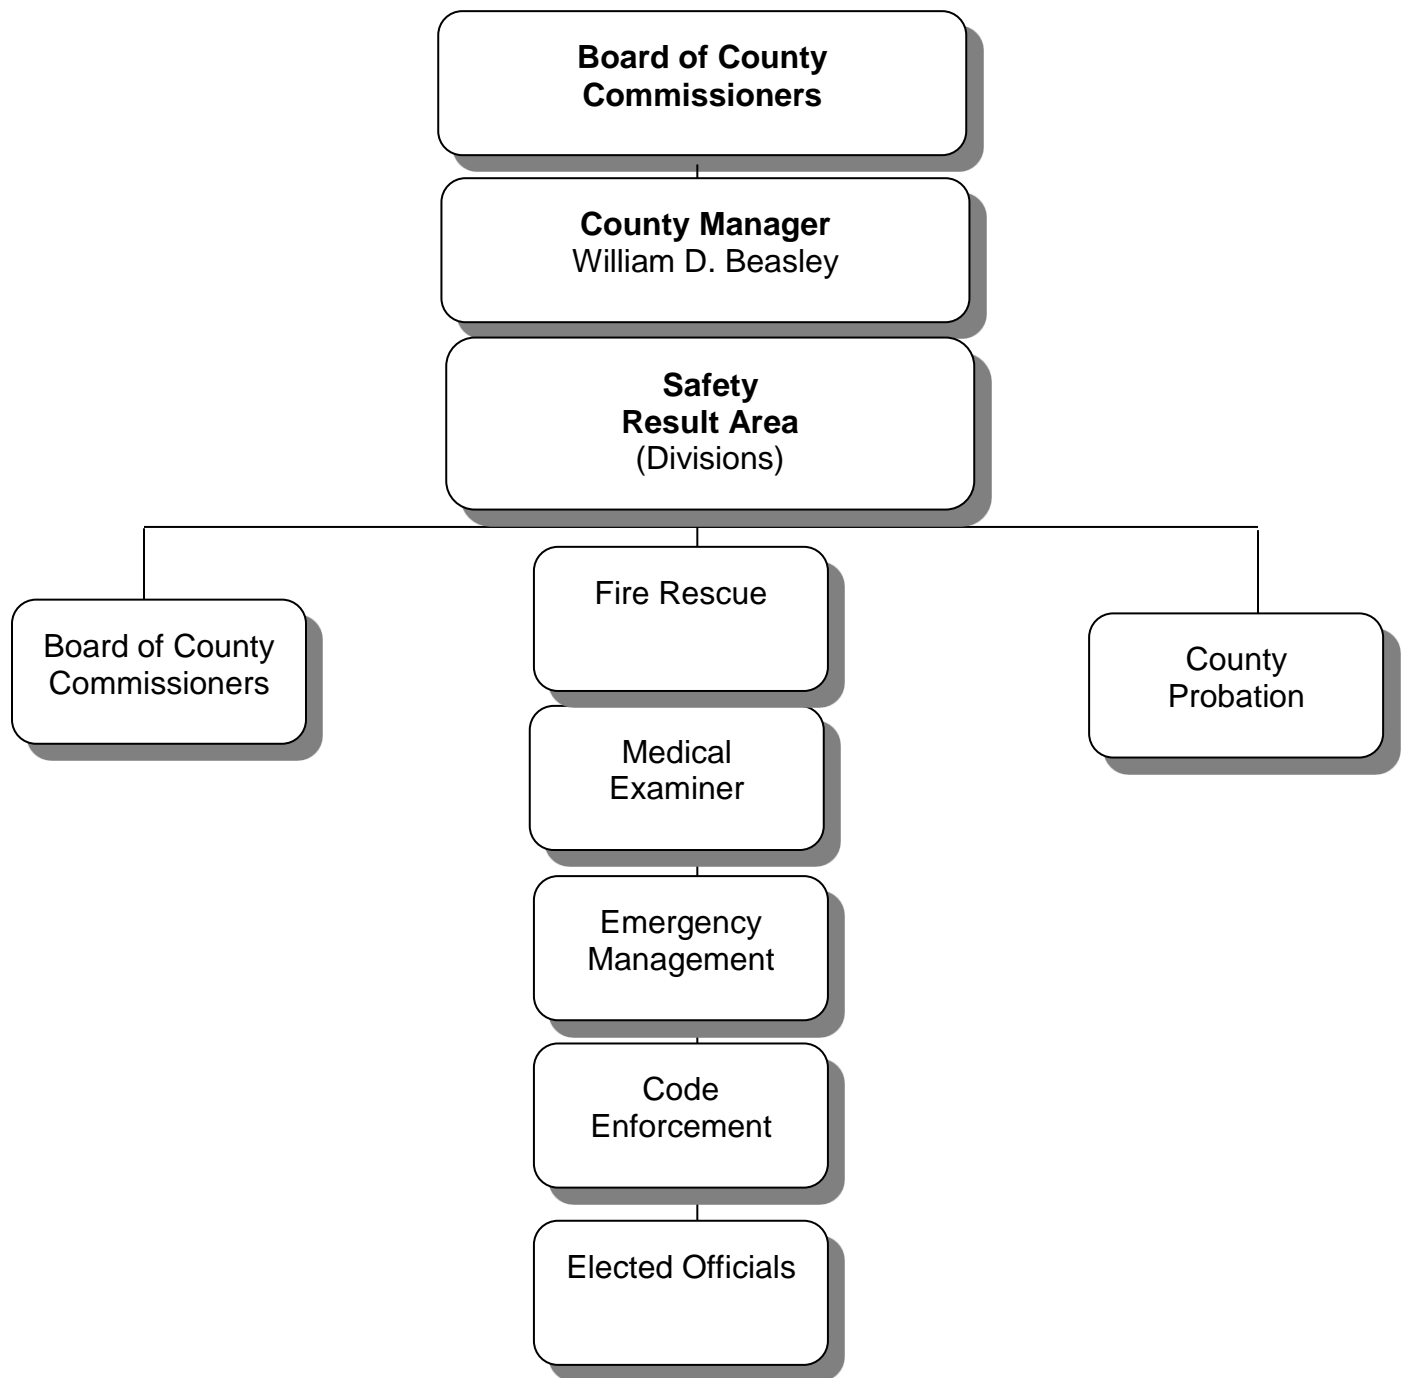 Board of County
Commissioners
County Manager
William D. Beasley
Safety
Result Area
(Divisions)
Board of County
Commissioners
Fire Rescue
County
Probation
Medical
Examiner
Emergency
Management
Code
Enforcement
Elected Officials